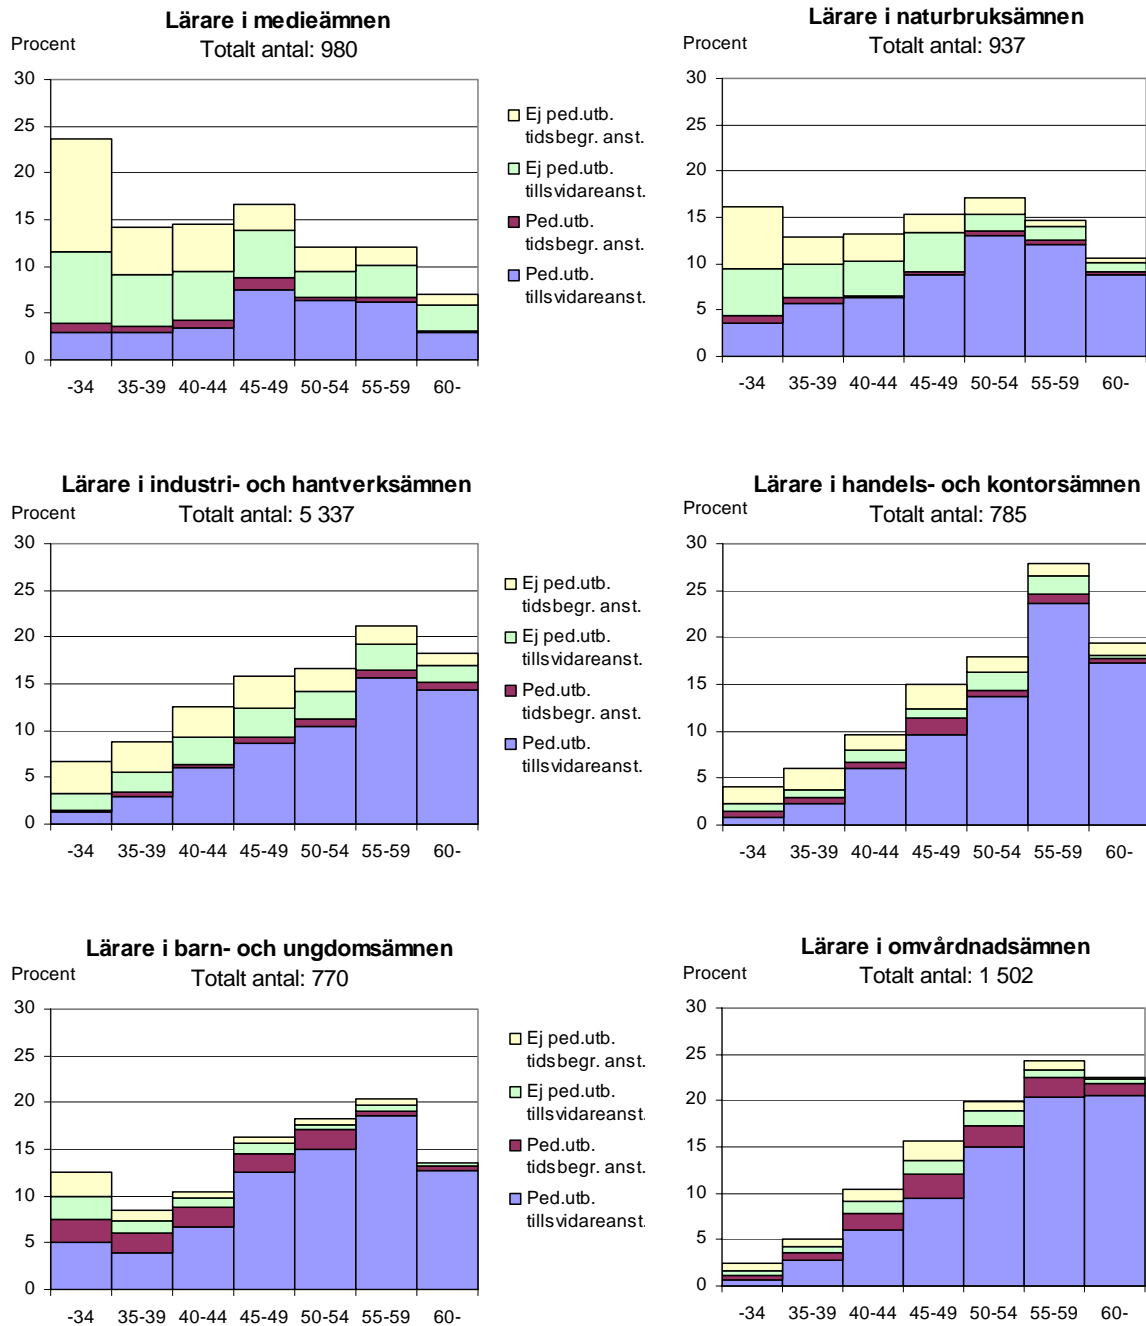 Lärare i medieämnen
Procent
Totalt antal: 980
30
25
20
15
10
5
0
-34 35-39 40-44 45-49 50-54 55-59 60-
Ej ped.utb.
tidsbegr. anst.
Ej ped.utb.
tillsvidareanst.
Ped.utb.
tidsbegr. anst.
Ped.utb.
tillsvidareanst.
Lärare i naturbruksämnen
Procent
Totalt antal: 937
30
25
20
15
10
5
0
-34 35-39 40-44 45-49 50-54 55-59 60-
Lärare i industri- och hantverksämnen
Procent
Totalt antal: 5 337
30
25
20
15
10
5
0
-34 35-39 40-44 45-49 50-54 55-59 60-
Ej ped.utb.
tidsbegr. anst.
Ej ped.utb.
tillsvidareanst.
Ped.utb.
tidsbegr. anst.
Ped.utb.
tillsvidareanst.
Lärare i handels- och kontorsämnen
Procent
Totalt antal: 785
30
25
20
15
10
5
0
-34 35-39 40-44 45-49 50-54 55-59 60-
Lärare i barn- och ungdomsämnen
Procent
Totalt antal: 770
30
25
20
15
10
5
0
-34 35-39 40-44 45-49 50-54 55-59 60-
Ej ped.utb.
tidsbegr. anst.
Ej ped.utb.
tillsvidareanst.
Ped.utb.
tidsbegr. anst.
Ped.utb.
tillsvidareanst.
Lärare i omvårdnadsämnen
Procent
Totalt antal: 1 502
30
25
20
15
10
5
0
-34 35-39 40-44 45-49 50-54 55-59 60-